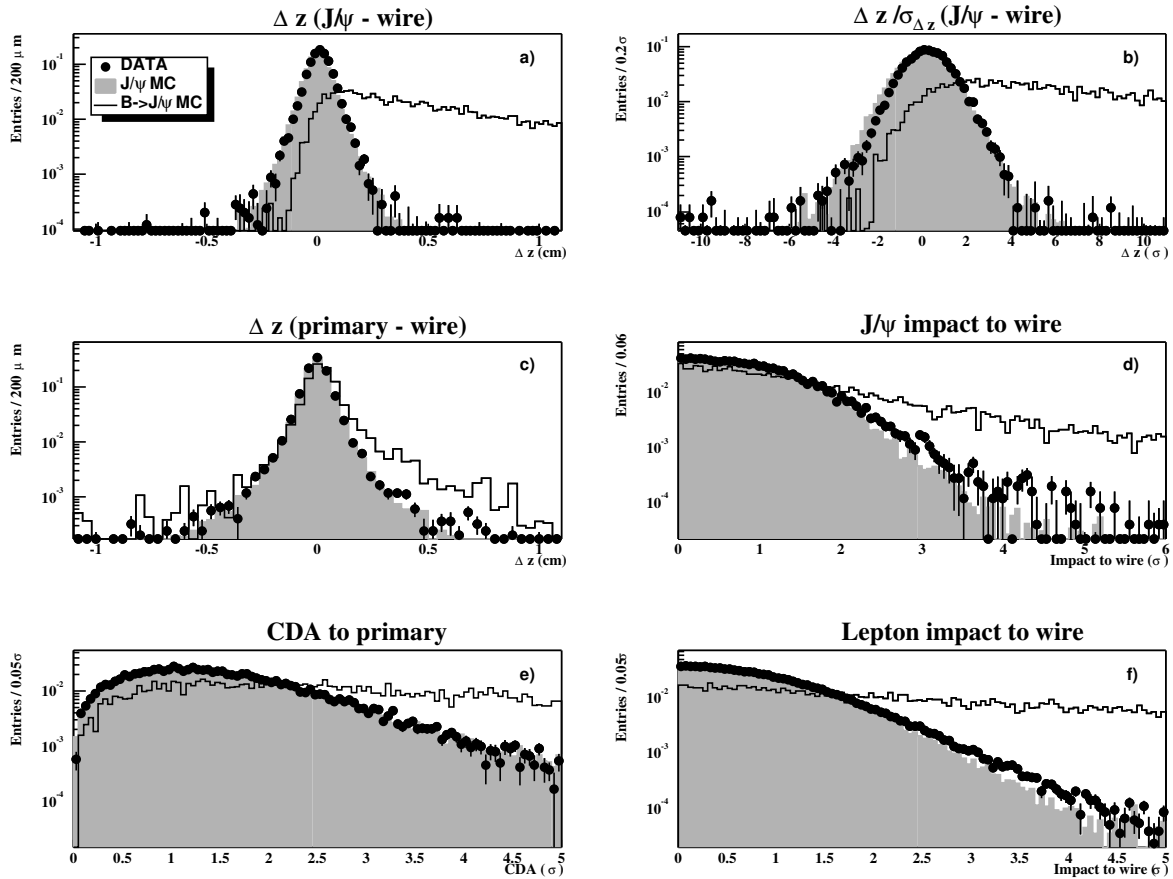 Δ z (J/ψ - wire)
Entries / 200 μ m
a)
DATA
J/ψ MC
B->J/ψ MC
10⁻¹
10⁻²
10⁻³
10⁻⁴
-1 -0.5 0 0.5 1
Δ z (cm)
Δ z /σΔ z (J/ψ - wire)
Entries / 0.2σ
b)
10⁻¹
10⁻²
10⁻³
10⁻⁴
-10 -8 -6 -4 -2 0 2 4 6 8 10
Δ z (σ )
Δ z (primary - wire)
Entries / 200 μ m
c)
10⁻¹
10⁻²
10⁻³
-1 -0.5 0 0.5 1
Δ z (cm)
J/ψ impact to wire
Entries / 0.06
d)
10⁻²
10⁻³
10⁻⁴
0 1 2 3 4 5 6
Impact to wire (σ )
CDA to primary
Entries / 0.05σ
e)
10⁻²
10⁻³
10⁻⁴
0 0.5 1 1.5 2 2.5 3 3.5 4 4.5 5
CDA ( σ )
Lepton impact to wire
Entries / 0.05σ
f)
10⁻²
10⁻³
10⁻⁴
0 0.5 1 1.5 2 2.5 3 3.5 4 4.5 5
Impact to wire (σ )